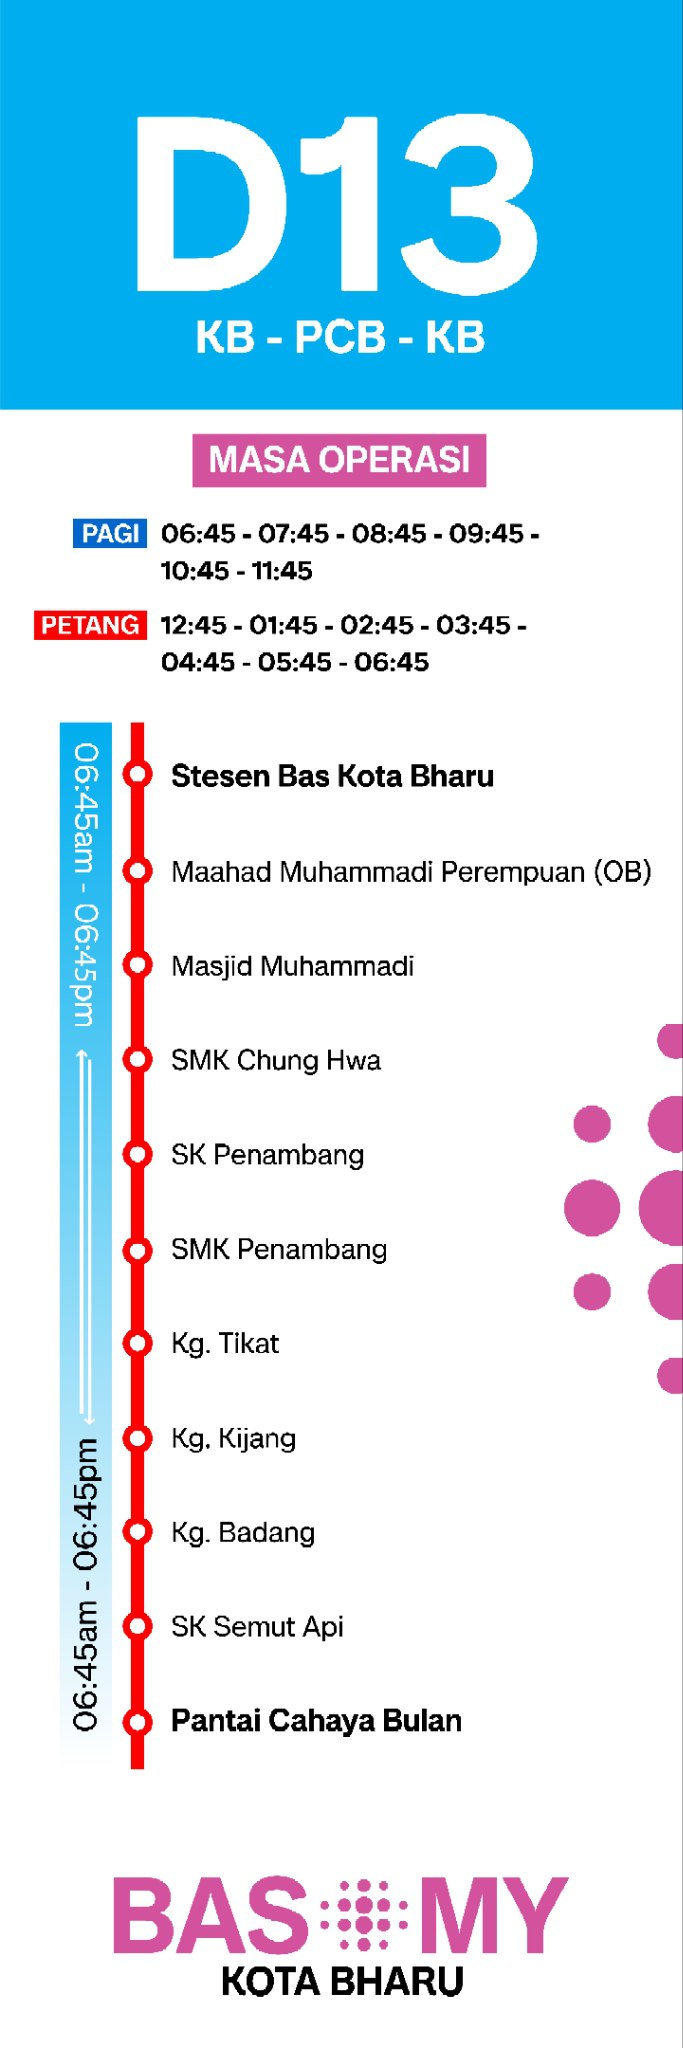 D13
KB - PCB - KB
MASA OPERASI
PAGI 06:45 - 07:45 - 08:45 - 09:45 -
10:45 - 11:45
PETANG 12:45 - 01:45 - 02:45 - 03:45 -
04:45 - 05:45 - 06:45
06:45am - 06:45pm
Stesen Bas Kota Bharu
Maahad Muhammadi Perempuan (OB)
Masjid Muhammadi
SMK Chung Hwa
SK Penambang
SMK Penambang
Kg. Tikat
Kg. Kijang
Kg. Badang
SK Semut Api
Pantai Cahaya Bulan
06:45am - 06:45pm
BAS MY
KOTA BHARU